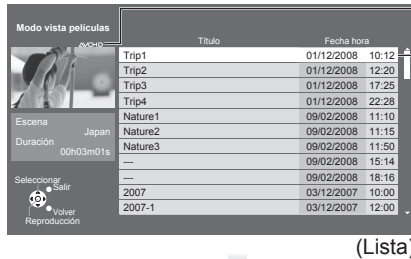 Modo vista películas
AVCHD
Título Fecha hora
Trip1 01/12/2008 10:12
Trip2 01/12/2008 12:20
Trip3 01/12/2008 17:25
Trip4 01/12/2008 22:28
Nature1 09/02/2008 11:10
Nature2 09/02/2008 11:15
Nature3 09/02/2008 11:50
--- 09/02/2008 15:14
--- 09/02/2008 18:16
2007 03/12/2007 10:00
2007-1 03/12/2007 12:00
Escena
Japan
Duración
00h03m01s
Seleccionar
Salir
Volver
Reproducción
(Lista)